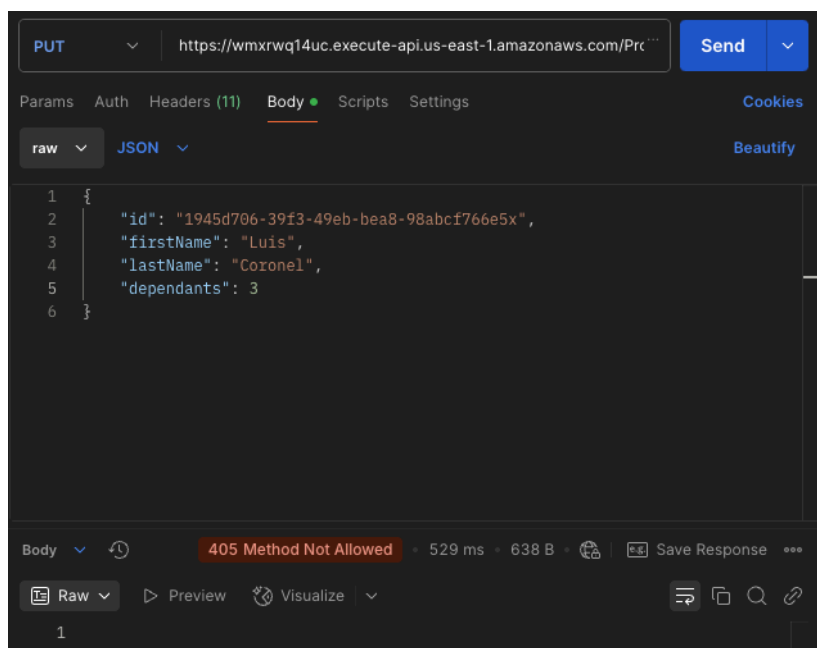 PUT https://wmxrwq14uc.execute-api.us-east-1.amazonaws.com/Prc... Send
Params Auth Headers (11) Body Scripts Settings Cookies
raw JSON Beautify
1 {
2 "id": "1945d706-39f3-49eb-bea8-98abcf766e5x",
3 "firstName": "Luis",
4 "lastName": "Coronel",
5 "dependants": 3
6 }
Body 405 Method Not Allowed • 529 ms • 638 B • e.g. Save Response
Raw Preview Visualize
1